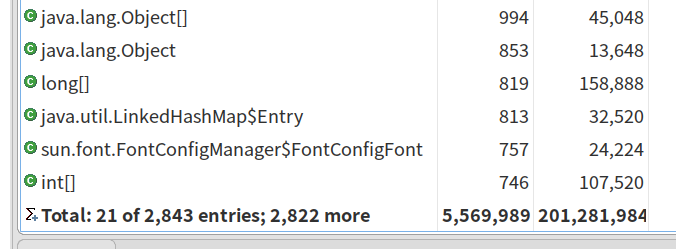 java.lang.Object[] 994 45,048
java.lang.Object 853 13,648
long[] 819 158,888
java.util.LinkedHashMap$Entry 813 32,520
sun.font.FontConfigManager$FontConfigFont 757 24,224
int[] 746 107,520
Total: 21 of 2,843 entries; 2,822 more 5,569,989 201,281,984